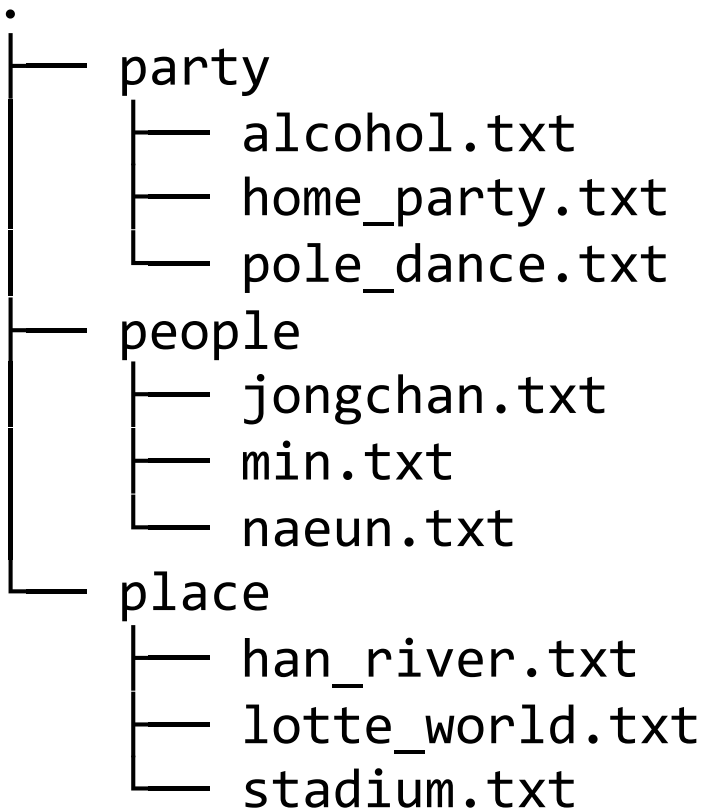 .
├── party
│   ├── alcohol.txt
│   ├── home_party.txt
│   └── pole_dance.txt
├── people
│   ├── jongchan.txt
│   ├── min.txt
│   └── naeun.txt
└── place
    ├── han_river.txt
    ├── lotte_world.txt
    └── stadium.txt